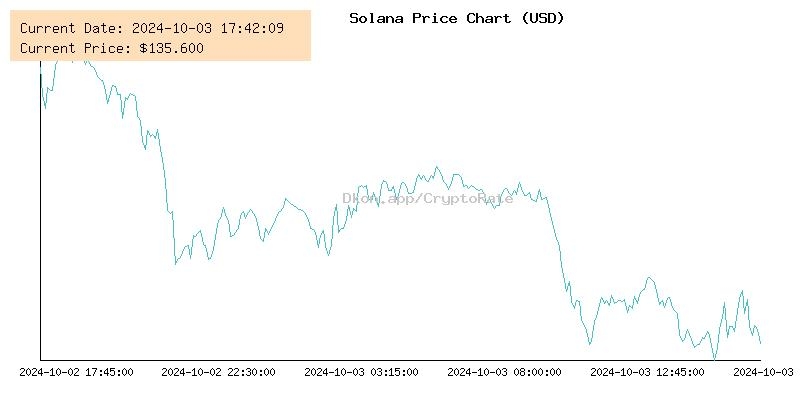 Solana Price Chart (USD)
Current Date: 2024-10-03 17:42:09
Current Price: $135.600
Dkon.app/CryptoRate
2024-10-02 17:45:00
2024-10-02 22:30:00
2024-10-03 03:15:00
2024-10-03 08:00:00
2024-10-03 12:45:00
2024-10-03